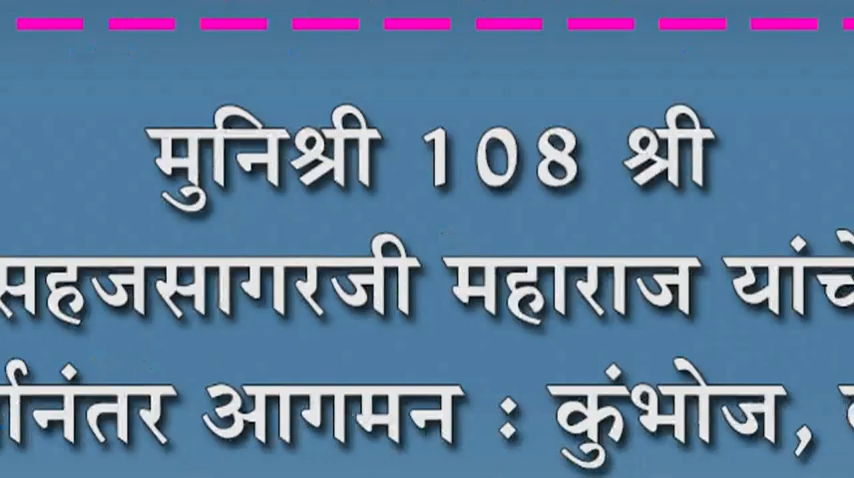 मुनिश्री 108 श्री
सहजसागरजी महाराज यांचे
आगमन : कुंभोज,